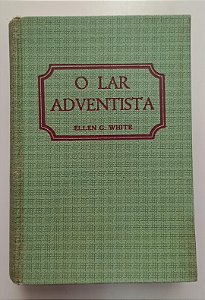 O LAR
ADVENTISTA
ELLEN G. WHITE